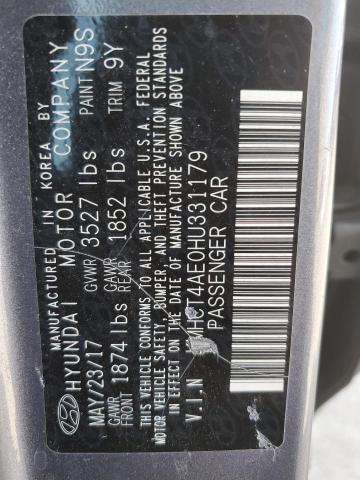 MANUFACTURED IN KOREA BY
HYUNDAI MOTOR COMPANY
MAY/23/17 GVWR 3527 lbs PAINT N9S
GAWR FRONT 1874 lbs GAWR REAR 1852 lbs TRIM 9Y
THIS VEHICLE CONFORMS TO ALL APPLICABLE U.S.A. FEDERAL
MOTOR VEHICLE SAFETY, BUMPER, AND THEFT PREVENTION STANDARDS
IN EFFECT ON THE DATE OF MANUFACTURE SHOWN ABOVE
V.I.N
PASSENGER CAR